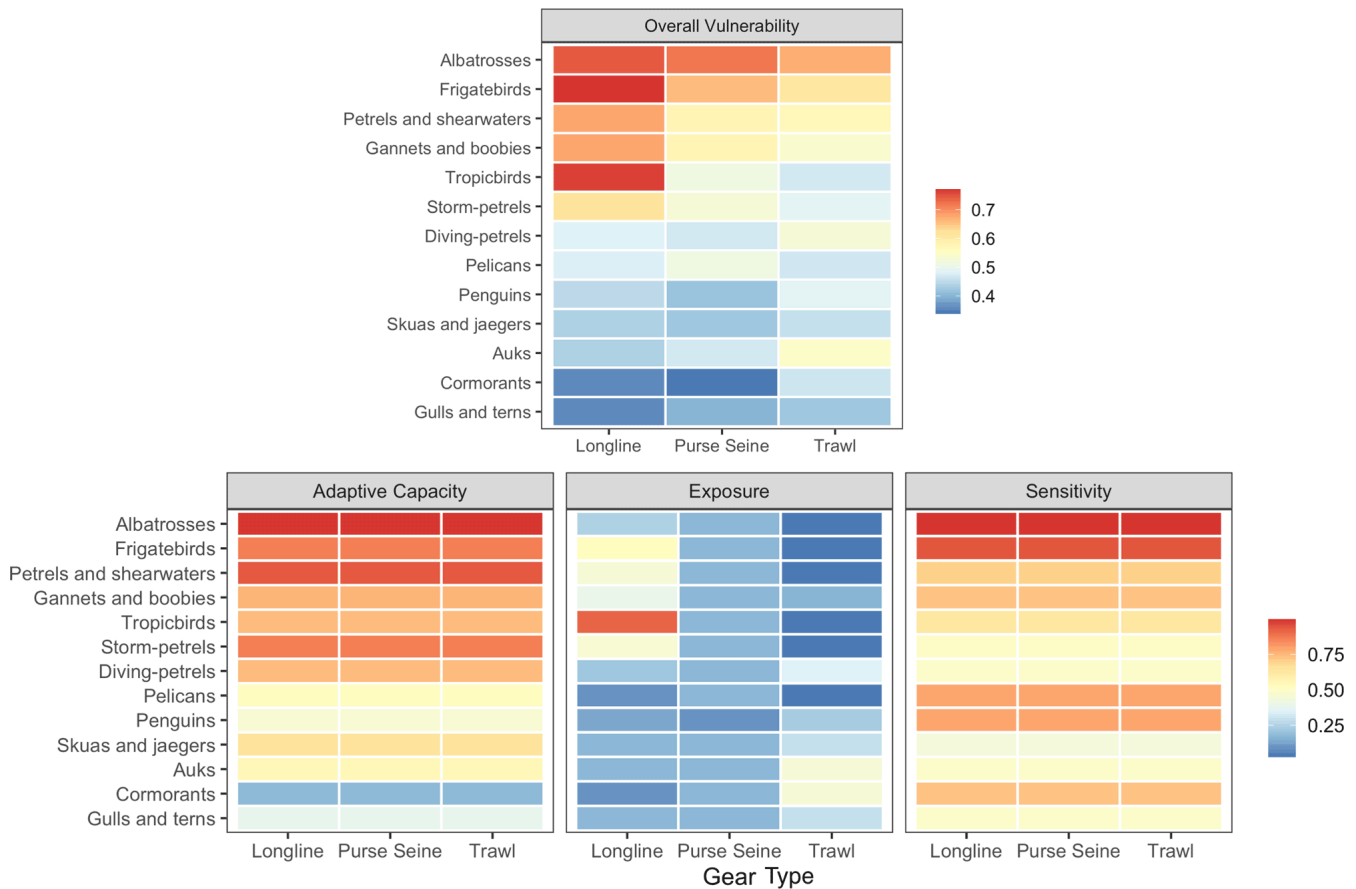 Overall Vulnerability
Albatrosses
Frigatebirds
Petrels and shearwaters
Gannets and boobies
Tropicbirds
Storm-petrels
Diving-petrels
Pelicans
Penguins
Skuas and jaegers
Auks
Cormorants
Gulls and terns
Longline Purse Seine Trawl
0.7
0.6
0.5
0.4
Adaptive Capacity Exposure Sensitivity
Albatrosses
Frigatebirds
Petrels and shearwaters
Gannets and boobies
Tropicbirds
Storm-petrels
Diving-petrels
Pelicans
Penguins
Skuas and jaegers
Auks
Cormorants
Gulls and terns
Longline Purse Seine Trawl Longline Purse Seine Trawl Longline Purse Seine Trawl
Gear Type
0.75
0.50
0.25